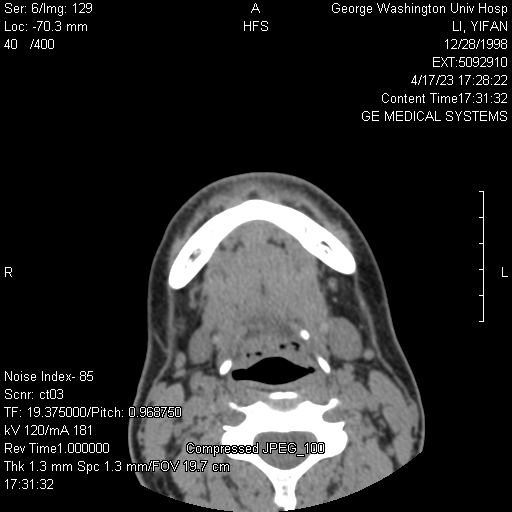 Ser: 6/Img: 129
Loc: -70.3 mm
40 /400
A
HFS
George Washington Univ Hosp
LI, YIFAN
12/28/1998
EXT:5092910
4/17/23 17:28:22
Content Time17:31:32
GE MEDICAL SYSTEMS
R
L
Noise Index- 85
Scnr: ct03
TF: 19.375000/Pitch: 0.968750
kV 120/mA 181
Rev Time1.000000
Compressed JPEG_100
Thk 1.3 mm Spc 1.3 mm/FOV 19.7 cm
17:31:32